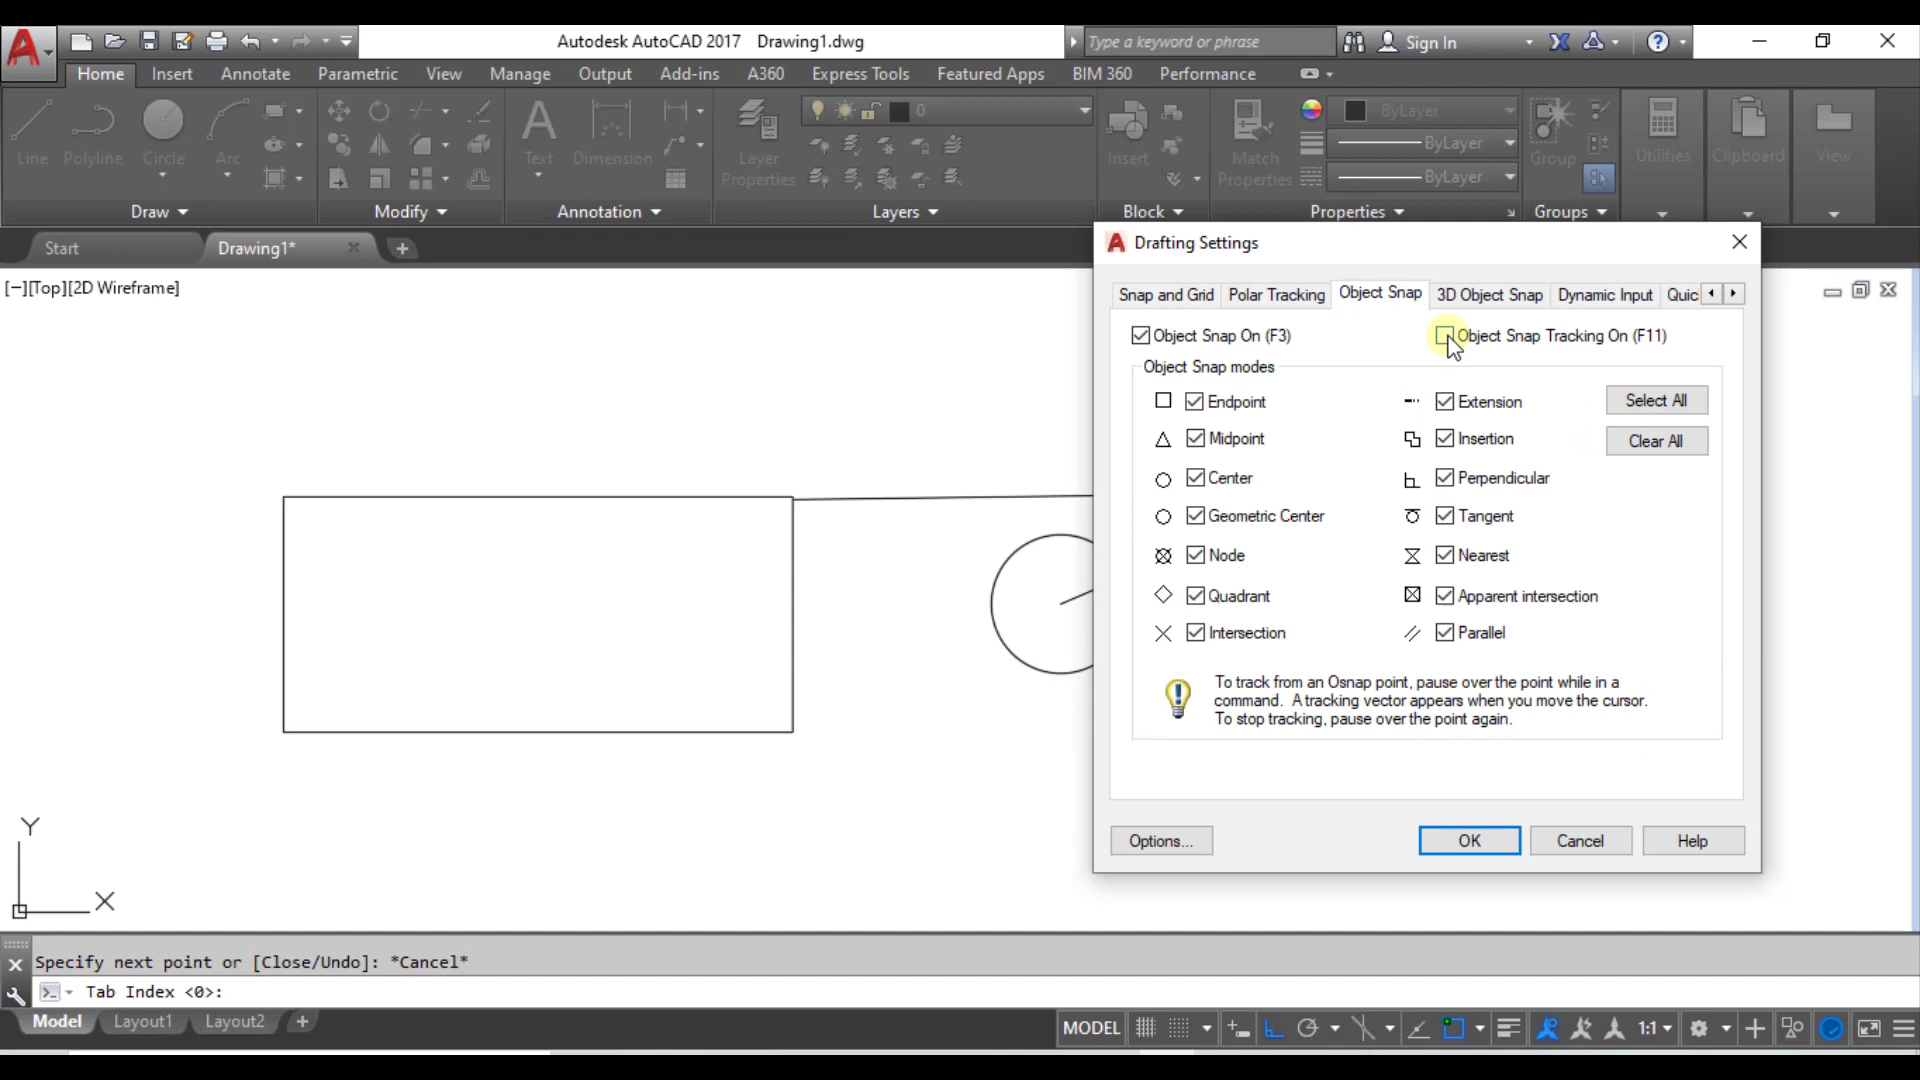 Autodesk AutoCAD 2017 Drawing1.dwg
Type a keyword or phrase
Sign In
Home Insert Annotate Parametric View Manage Output Add-ins A360 Express Tools Featured Apps BIM 360 Performance
0
ByLayer
ByLayer
ByLayer
Line Polyline Circle Arc
Text Dimension
Layer Properties
Insert
Match Properties
Group
Utilities
Clipboard
View
Draw Modify Annotation Layers Block Properties Groups
Start Drawing1* +
[−][Top][2D Wireframe]
Drafting Settings
Snap and Grid Polar Tracking Object Snap 3D Object Snap Dynamic Input Quic
Object Snap On (F3) Object Snap Tracking On (F11)
Object Snap modes
Endpoint Extension Select All
Midpoint Insertion Clear All
Center Perpendicular
Geometric Center Tangent
Node Nearest
Quadrant Apparent intersection
Intersection Parallel
To track from an Osnap point, pause over the point while in a
command. A tracking vector appears when you move the cursor.
To stop tracking, pause over the point again.
Options... OK Cancel Help
Y
X
Specify next point or [Close/Undo]: *Cancel*
Tab Index <0>:
Model Layout1 Layout2 +
MODEL 1:1